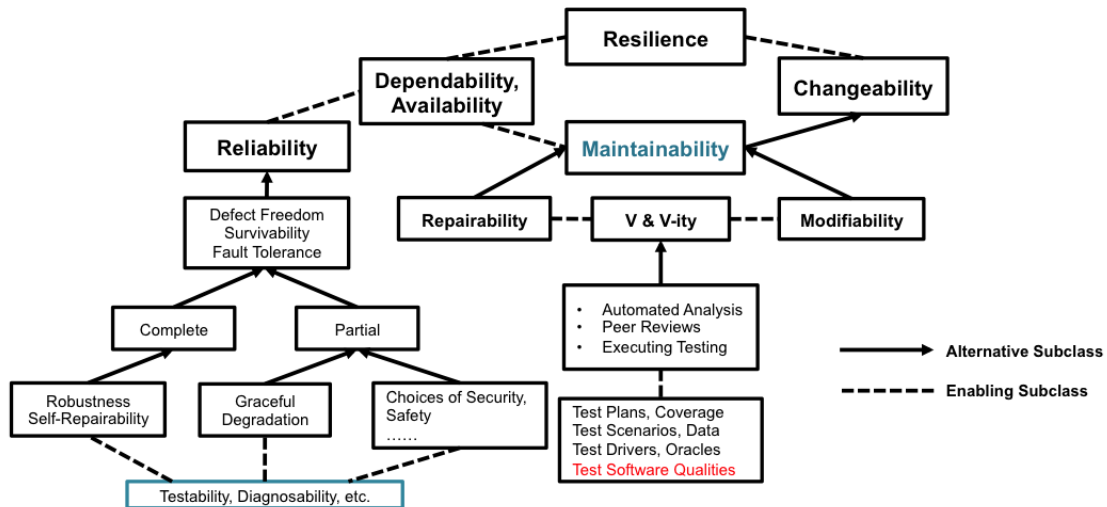 Resilience
Dependability,
Availability
Changeability
Reliability
Maintainability
Defect Freedom
Survivability
Fault Tolerance
Repairability
V & V-ity
Modifiability
• Automated Analysis
• Peer Reviews
• Executing Testing
Complete
Partial
Alternative Subclass
Enabling Subclass
Robustness
Self-Repairability
Graceful
Degradation
Choices of Security,
Safety
……
Test Plans, Coverage
Test Scenarios, Data
Test Drivers, Oracles
Test Software Qualities
Testability, Diagnosability, etc.